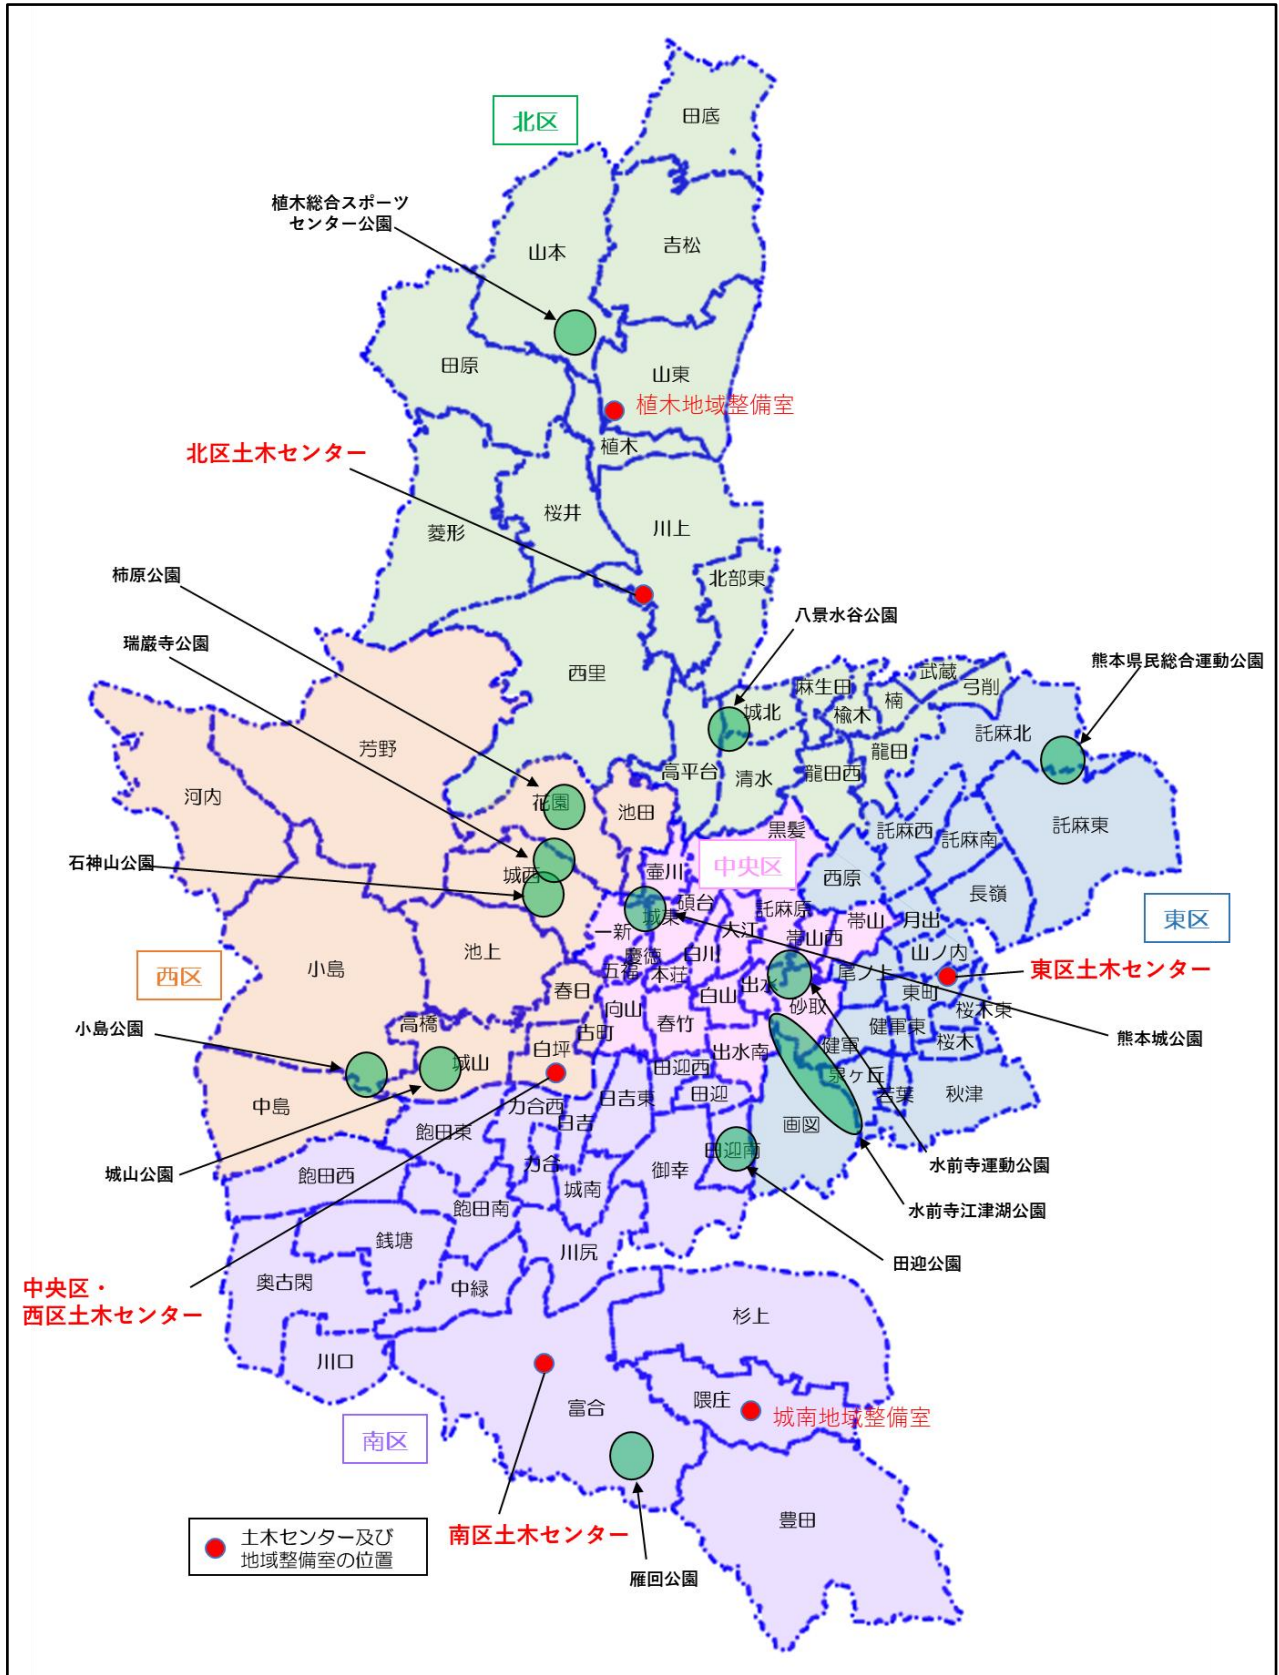 田底
北区
植木総合スポーツ
センター公園
山本
吉松
田原
山東
植木地域整備室
北区土木センター
植木
桜井
菱形
川上
柿原公園
北部東
八景水谷公園
瑞巌寺公園
西里
熊本県民総合運動公園
武蔵
麻生田
弓削
楠
城北
楡木
託麻北
芳野
龍田
高平台
清水
龍田西
河内
花園
池田
黒髪
託麻西
託麻東
託麻南
石神山公園
城西
壺川
中央区
西原
長嶺
碩台
託麻原
城東
帯山
月出
東区
一新
大江
帯山西
慶徳
白川
池上
山ノ内
西区
小島
五福
本荘
尾ノ上
東区土木センター
春日
白山
出水
東町
向山
砂取
桜木東
小島公園
高橋
古町
春竹
健軍東
熊本城公園
白坪
出水南
健軍
桜木
城山
田迎西
泉ヶ丘
若葉
秋津
中島
力合西
日吉東
田迎
日吉
画図
飽田東
田迎南
城山公園
飽田西
力合
城南
御幸
水前寺運動公園
飽田南
水前寺江津湖公園
銭塘
川尻
田迎公園
奥古閑
中緑
中央区・
西区土木センター
杉上
川口
隈庄
富合
城南地域整備室
南区
豊田
土木センター及び
地域整備室の位置
南区土木センター
雁回公園